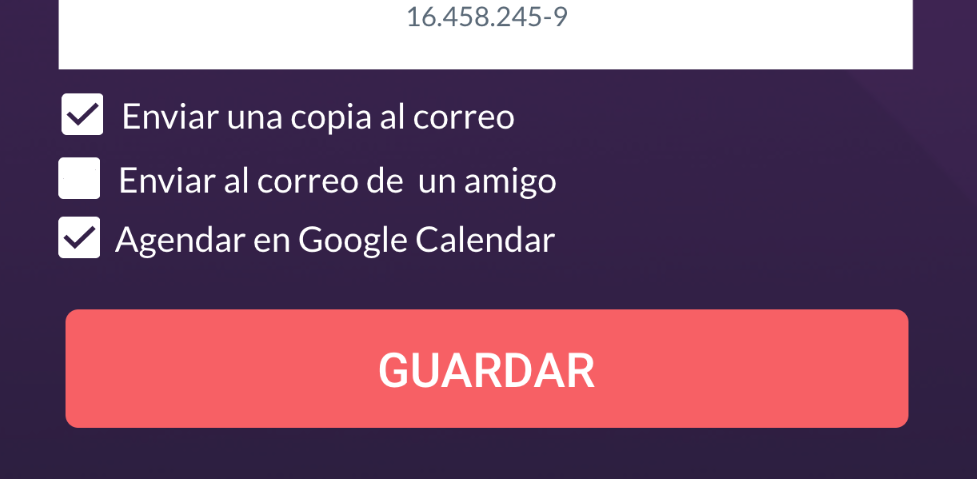 16.458.245-9
Enviar una copia al correo
Enviar al correo de  un amigo
Agendar en Google Calendar
GUARDAR